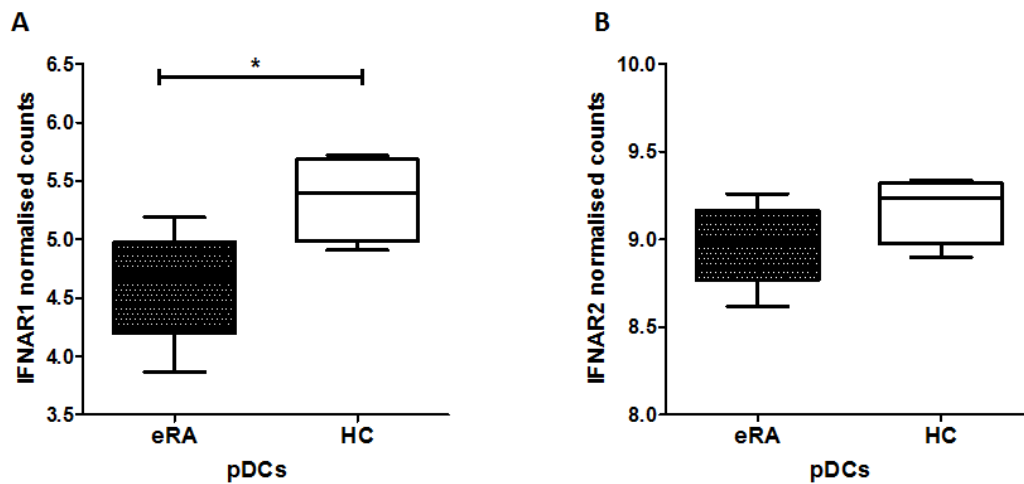 A
IFNAR1 normalised counts
6.5
6.0
5.5
5.0
4.5
4.0
3.5
*
eRA
HC
pDCs
B
IFNAR2 normalised counts
10.0
9.5
9.0
8.5
8.0
eRA
HC
pDCs